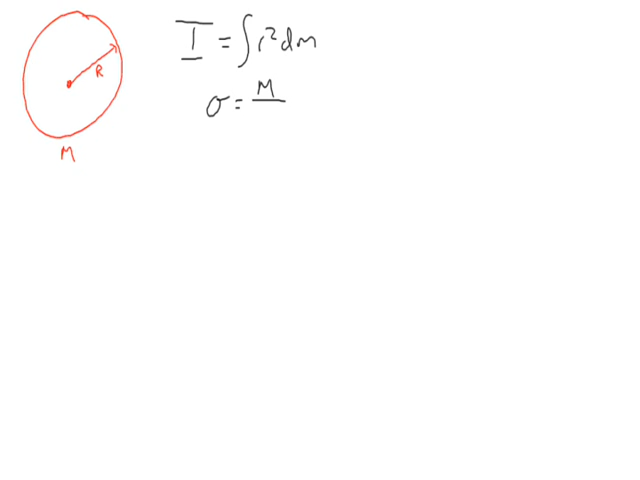 R
M
I = ∫r²dm
σ = M